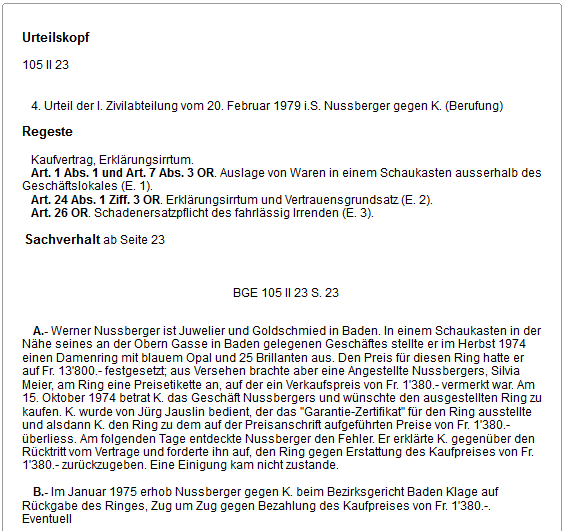 Urteilskopf
105 II 23
4. Urteil der I. Zivilabteilung vom 20. Februar 1979 i.S. Nussberger gegen K. (Berufung)
Regeste
Kaufvertrag, Erklärungsirrtum.
Art. 1 Abs. 1 und Art. 7 Abs. 3 OR. Auslage von Waren in einem Schaukasten ausserhalb des
Geschäftslokales (E. 1).
Art. 24 Abs. 1 Ziff. 3 OR. Erklärungsirrtum und Vertrauensgrundsatz (E. 2).
Art. 26 OR. Schadenersatzpflicht des fahrlässig Irrenden (E. 3).
Sachverhalt ab Seite 23
BGE 105 II 23 S. 23
A.- Werner Nussberger ist Juwelier und Goldschmied in Baden. In einem Schaukasten in der
Nähe seines an der Obern Gasse in Baden gelegenen Geschäftes stellte er im Herbst 1974
einen Damenring mit blauem Opal und 25 Brillanten aus. Den Preis für diesen Ring hatte er
auf Fr. 13'800.- festgesetzt; aus Versehen brachte aber eine Angestellte Nussbergers, Silvia
Meier, am Ring eine Preisetikette an, auf der ein Verkaufspreis von Fr. 1'380.- vermerkt war. Am
15. Oktober 1974 betrat K. das Geschäft Nussbergers und wünschte den ausgestellten Ring zu
kaufen. K. wurde von Jürg Jauslin bedient, der das "Garantie-Zertifikat" für den Ring ausstellte
und alsdann K. den Ring zu dem auf der Preisanschrift aufgeführten Preise von Fr. 1'380.-
überliess. Am folgenden Tage entdeckte Nussberger den Fehler. Er erklärte K. gegenüber den
Rücktritt vom Vertrage und forderte ihn auf, den Ring gegen Erstattung des Kaufpreises von Fr.
1'380.- zurückzugeben. Eine Einigung kam nicht zustande.
B.- Im Januar 1975 erhob Nussberger gegen K. beim Bezirksgericht Baden Klage auf
Rückgabe des Ringes, Zug um Zug gegen Bezahlung des Kaufpreises von Fr. 1'380.-.
Eventuell